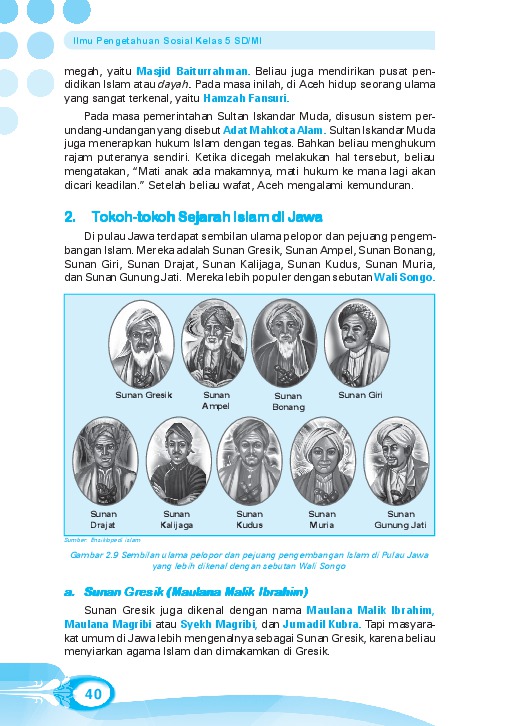 Ilmu Pengetahuan Sosial Kelas 5 SD/MI
megah, yaitu Masjid Baiturrahman. Beliau juga mendirikan pusat pen-
didikan Islam atau dayah. Pada masa inilah, di Aceh hidup seorang ulama
yang sangat terkenal, yaitu Hamzah Fansuri.
Pada masa pemerintahan Sultan Iskandar Muda, disusun sistem per-
undang-undangan yang disebut Adat Mahkota Alam. Sultan Iskandar Muda
juga menerapkan hukum Islam dengan tegas. Bahkan beliau menghukum
rajam puteranya sendiri. Ketika dicegah melakukan hal tersebut, beliau
mengatakan, “Mati anak ada makamnya, mati hukum ke mana lagi akan
dicari keadilan.” Setelah beliau wafat, Aceh mengalami kemunduran.
2. Tokoh-tokoh Sejarah Islam di Jawa
Di pulau Jawa terdapat sembilan ulama pelopor dan pejuang pengem-
bangan Islam. Mereka adalah Sunan Gresik, Sunan Ampel, Sunan Bonang,
Sunan Giri, Sunan Drajat, Sunan Kalijaga, Sunan Kudus, Sunan Muria,
dan Sunan Gunung Jati. Mereka lebih populer dengan sebutan Wali Songo.
Sunan Gresik
Sunan
Ampel
Sunan
Bonang
Sunan Giri
Sunan
Drajat
Sunan
Kalijaga
Sunan
Kudus
Sunan
Muria
Sunan
Gunung Jati
Sumber: Ensiklopedi islam
Gambar 2.9 Sembilan ulama pelopor dan pejuang pengembangan Islam di Pulau Jawa
yang lebih dikenal dengan sebutan Wali Songo
a. Sunan Gresik (Maulana Malik Ibrahim)
Sunan Gresik juga dikenal dengan nama Maulana Malik Ibrahim,
Maulana Magribi atau Syekh Magribi, dan Jumadil Kubra. Tapi masyara-
kat umum di Jawa lebih mengenalnya sebagai Sunan Gresik, karena beliau
menyiarkan agama Islam dan dimakamkan di Gresik.
40